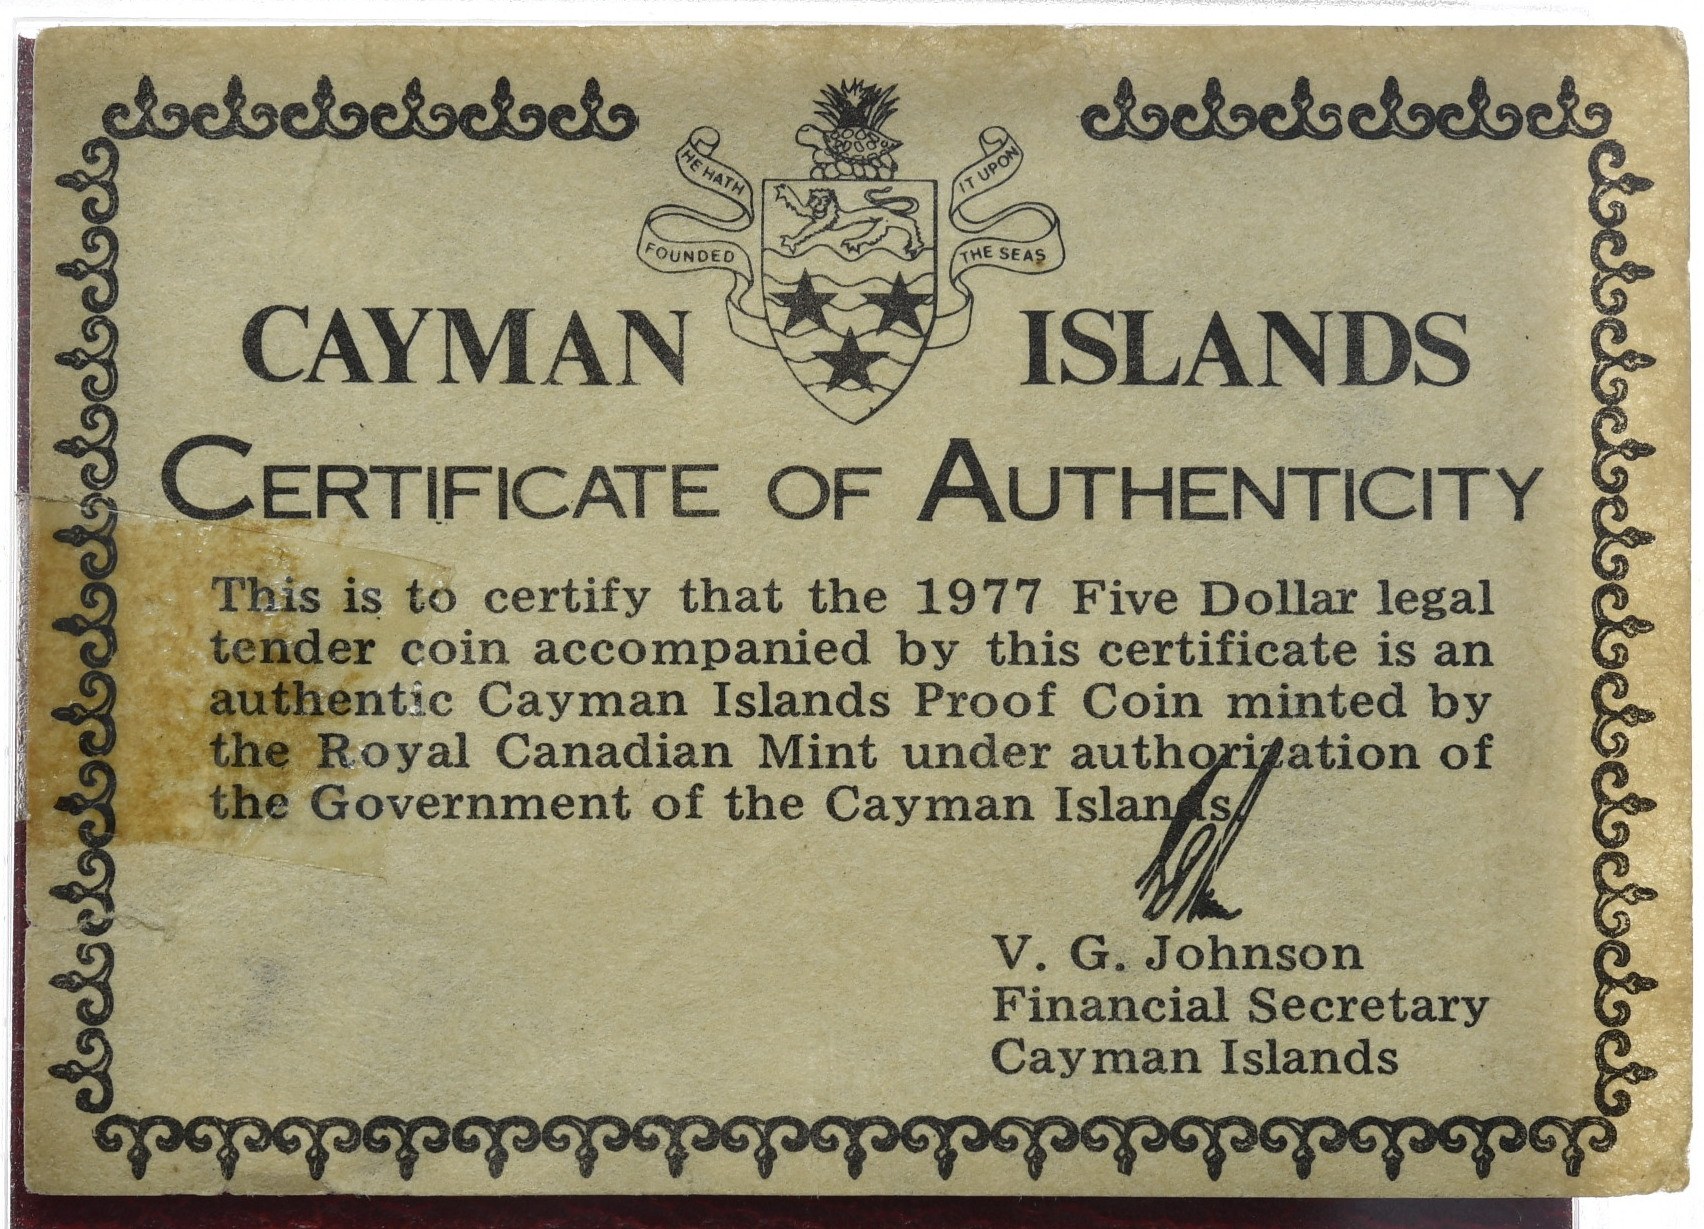 HE HATH
IT UPON
FOUNDED
THE SEAS
CAYMAN ISLANDS
CERTIFICATE OF AUTHENTICITY
This is to certify that the 1977 Five Dollar legal
tender coin accompanied by this certificate is an
authentic Cayman Islands Proof Coin minted by
the Royal Canadian Mint under authorization of
the Government of the Cayman Islands.
V. G. Johnson
Financial Secretary
Cayman Islands